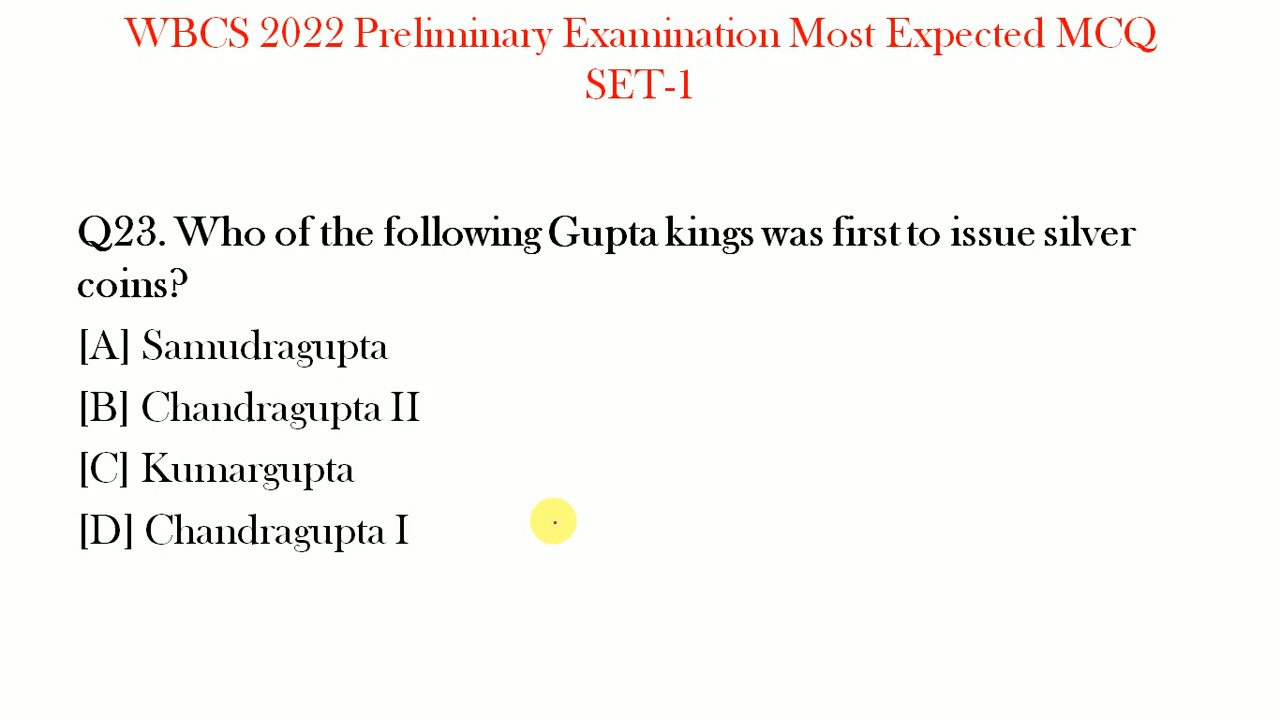 WBCS 2022 Preliminary Examination Most Expected MCQ
SET-1
Q23. Who of the following Gupta kings was first to issue silver
coins?
[A] Samudragupta
[B] Chandragupta II
[C] Kumargupta
[D] Chandragupta I